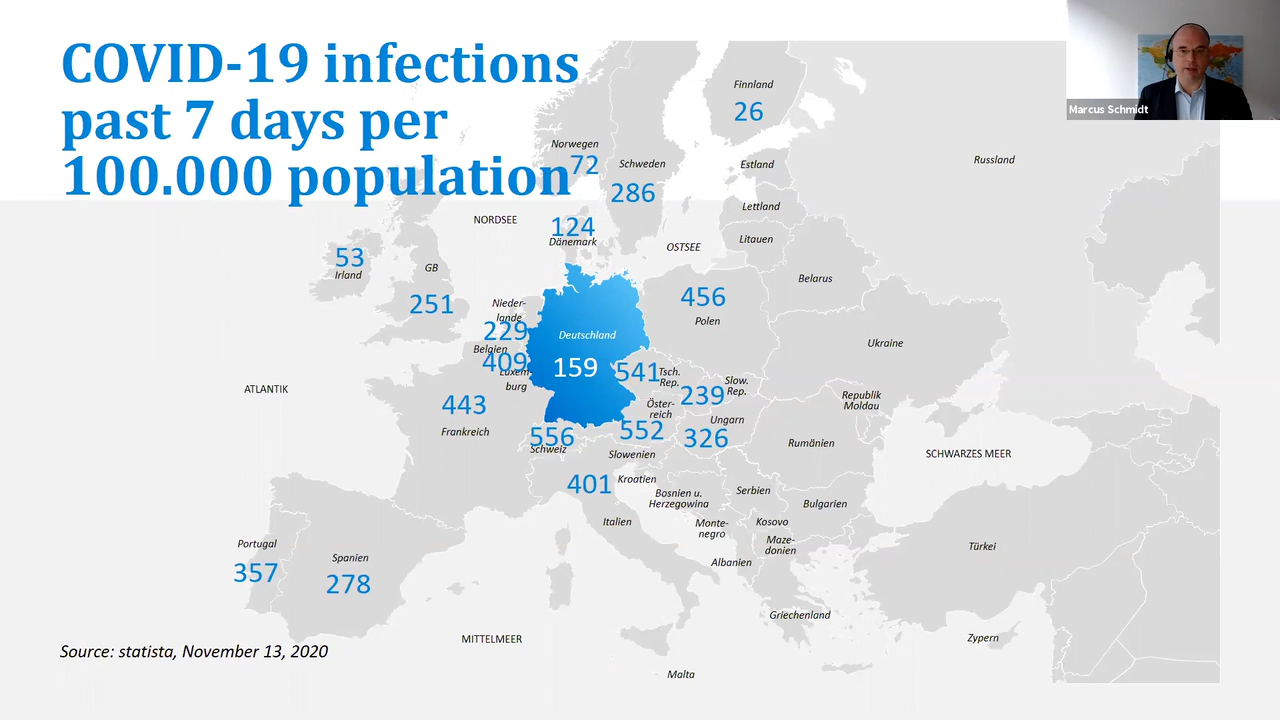 COVID-19 infections
past 7 days per
100.000 population
Marcus Schmidt
Finnland
26
Norwegen
72
Schweden
286
Estland
Russland
Lettland
NORDSEE
124
Dänemark
OSTSEE
Litauen
53
Irland
GB
251
Belarus
456
Polen
Nieder-
lande
229
Belgien
409
Luxem-
burg
Deutschland
159
541
Tsch.
Rep.
239
Slow.
Rep.
Ukraine
ATLANTIK
443
Frankreich
Öster-
reich
552
Ungarn
326
Republik
Moldau
556
Schweiz
Slowenien
Rumänien
SCHWARZES MEER
401
Kroatien
Italien
Bosnien u.
Herzegowina
Serbien
Bulgarien
Monte-
negro
Kosovo
Maze-
donien
Albanien
Türkei
Portugal
357
Spanien
278
Griechenland
MITTELMEER
Zypern
Malta
Source: statista, November 13, 2020